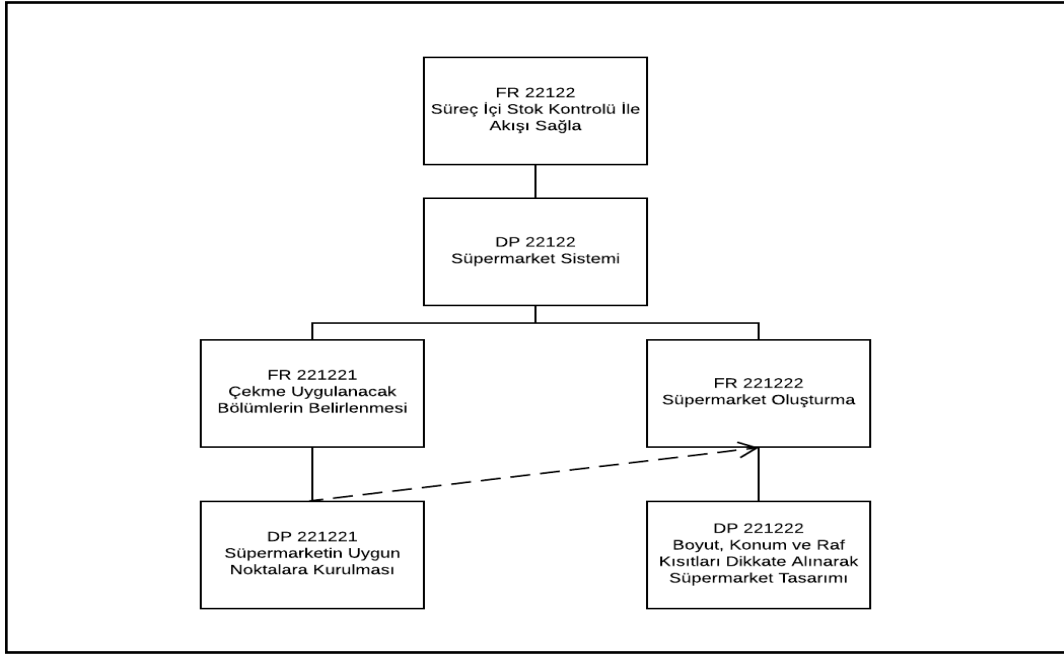 FR 22122
Süreç İçi Stok Kontrolü İle
Akışı Sağla
DP 22122
Süpermarket Sistemi
FR 221221
Çekme Uygulanacak
Bölümlerin Belirlenmesi
FR 221222
Süpermarket Oluşturma
DP 221221
Süpermarketin Uygun
Noktalara Kurulması
DP 221222
Boyut, Konum ve Raf
Kısıtları Dikkate Alınarak
Süpermarket Tasarımı